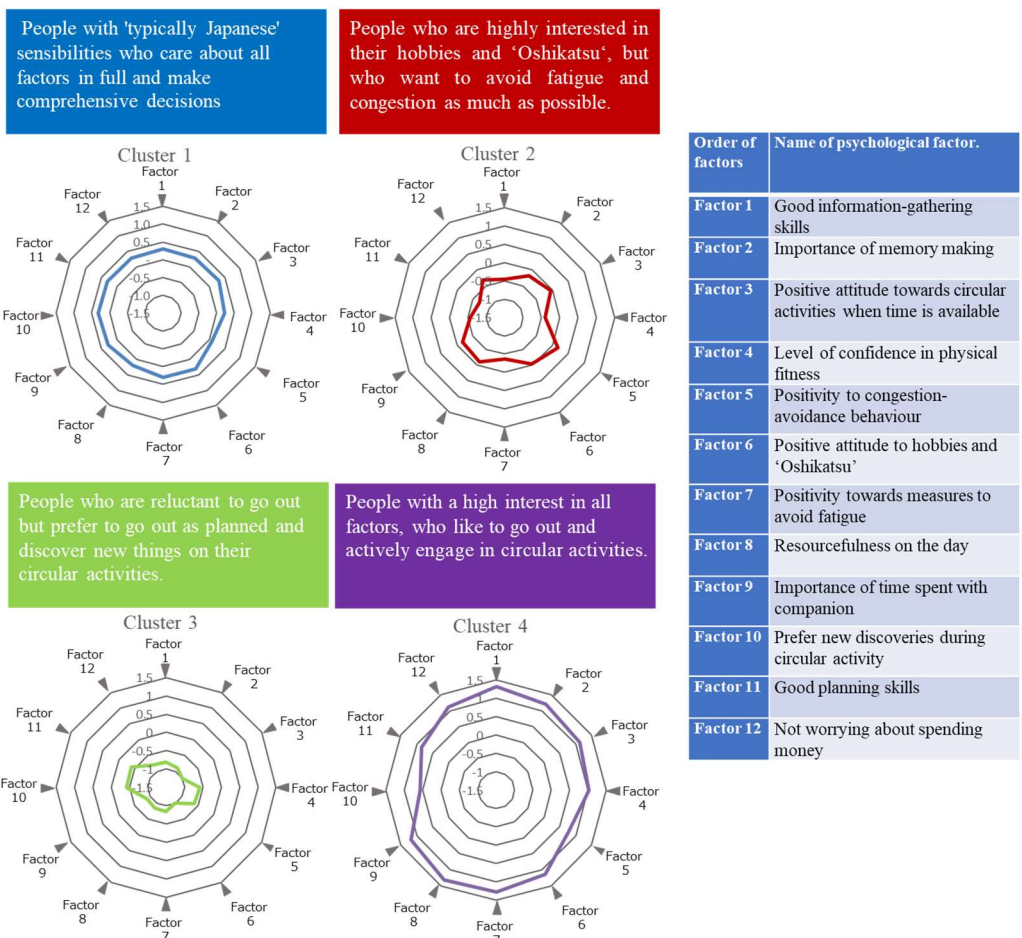 People with 'typically Japanese'
sensibilities who care about all
factors in full and make
comprehensive decisions
People who are highly interested in
their hobbies and ‘Oshikatsu‘, but
who want to avoid fatigue and
congestion as much as possible.
Cluster 1
Factor
1
Factor
2
Factor
3
Factor
4
Factor
5
Factor
6
Factor
7
Factor
8
Factor
9
Factor
10
Factor
11
Factor
12
1.5
1.0
0.5
-
-0.5
-1.0
-1.5
Cluster 2
Factor
1
Factor
2
Factor
3
Factor
4
Factor
5
Factor
6
Factor
7
Factor
8
Factor
9
Factor
10
Factor
11
Factor
12
1.5
1
0.5
0
-0.5
-1
-1.5
People who are reluctant to go out
but prefer to go out as planned and
discover new things on their
circular activities.
People with a high interest in all
factors, who like to go out and
actively engage in circular activities.
Cluster 3
Factor
1
Factor
2
Factor
3
Factor
4
Factor
5
Factor
6
Factor
7
Factor
8
Factor
9
Factor
10
Factor
11
Factor
12
1.5
1
0.5
0
-0.5
-1
-1.5
Cluster 4
Factor
1
Factor
2
Factor
3
Factor
4
Factor
5
Factor
6
Factor
7
Factor
8
Factor
9
Factor
10
Factor
11
Factor
12
1.5
1
0.5
0
-0.5
-1
-1.5
Order of factors
Name of psychological factor.
Factor 1
Good information-gathering
skills
Factor 2
Importance of memory making
Factor 3
Positive attitude towards circular
activities when time is available
Factor 4
Level of confidence in physical
fitness
Factor 5
Positivity to congestion-
avoidance behaviour
Factor 6
Positive attitude to hobbies and
‘Oshikatsu’
Factor 7
Positivity towards measures to
avoid fatigue
Factor 8
Resourcefulness on the day
Factor 9
Importance of time spent with
companion
Factor 10
Prefer new discoveries during
circular activity
Factor 11
Good planning skills
Factor 12
Not worrying about spending
money